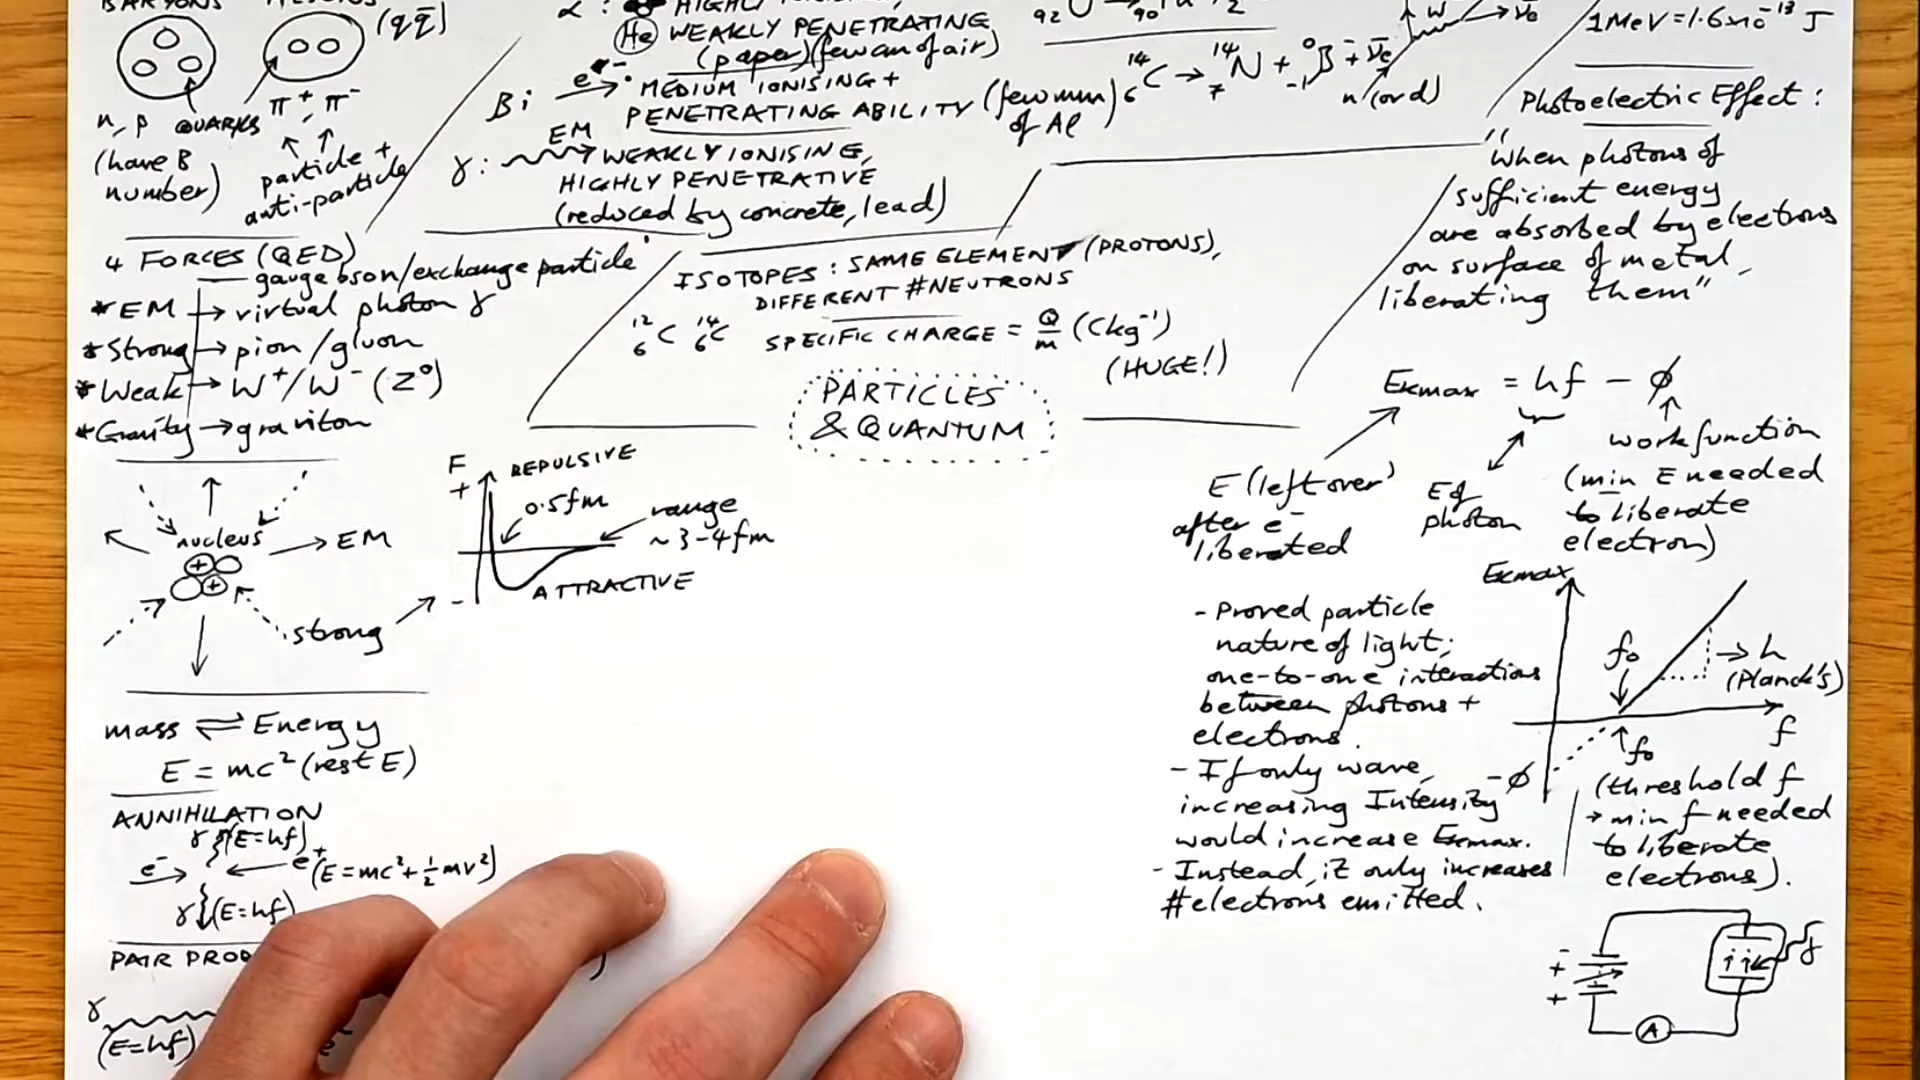 (qq̄)
n, p QUARKS
π⁺, π⁻
(have B
number)
particle +
anti-particle
α :
He WEAKLY PENETRATING
(paper) (few cm of air)
e⁻
MEDIUM IONISING +
PENETRATING ABILITY (few mm
of Al)
EM
γ : WEAKLY IONISING,
HIGHLY PENETRATIVE
(reduced by concrete, lead)
¹⁴₆C → ¹⁴₇N + ⁰₋₁β⁻ + ν̄e
W ν̄e
n (or d)
1MeV = 1.6x10⁻¹³ J
Photoelectric Effect :
"When photons of
sufficient energy
are absorbed by electrons
on surface of metal,
liberating them"
4 FORCES (QED)
gauge bson/exchange particle
* EM → virtual photon γ
* Strong → pion/gluon
* Weak → W⁺/W⁻ (Z⁰)
* Gravity → graviton
ISOTOPES : SAME ELEMENT (PROTONS),
DIFFERENT #NEUTRONS
¹²₆C ¹⁴₆C
SPECIFIC CHARGE = Q/m (Ckg⁻¹)
(HUGE!)
PARTICLES
& QUANTUM
Ekmax = hf − ϕ
E 'leftover'
after e⁻
liberated
E of
photon
work function
(min E needed
to liberate
electron)
nucleus
EM
+
+
strong
F
+
REPULSIVE
0.5fm
range
~3-4fm
ATTRACTIVE
-
mass ⇌ Energy
E = mc² (rest E)
ANNIHILATION
γ (E=hf)
e⁻ e⁺ (E=mc²+½mv²)
γ (E=hf)
PAIR PROD
γ
(E=hf)
e⁻
- Proved particle
nature of light;
one-to-one interactions
between photons +
electrons.
- If only wave,
increasing Intensity
would increase Ekmax.
- Instead, it only increases
# electrons emitted.
Ekmax
f₀
→ h
(Planck's)
f
-ϕ
f₀
(threshold f
→ min f needed
to liberate
electrons).
-
+
+
A